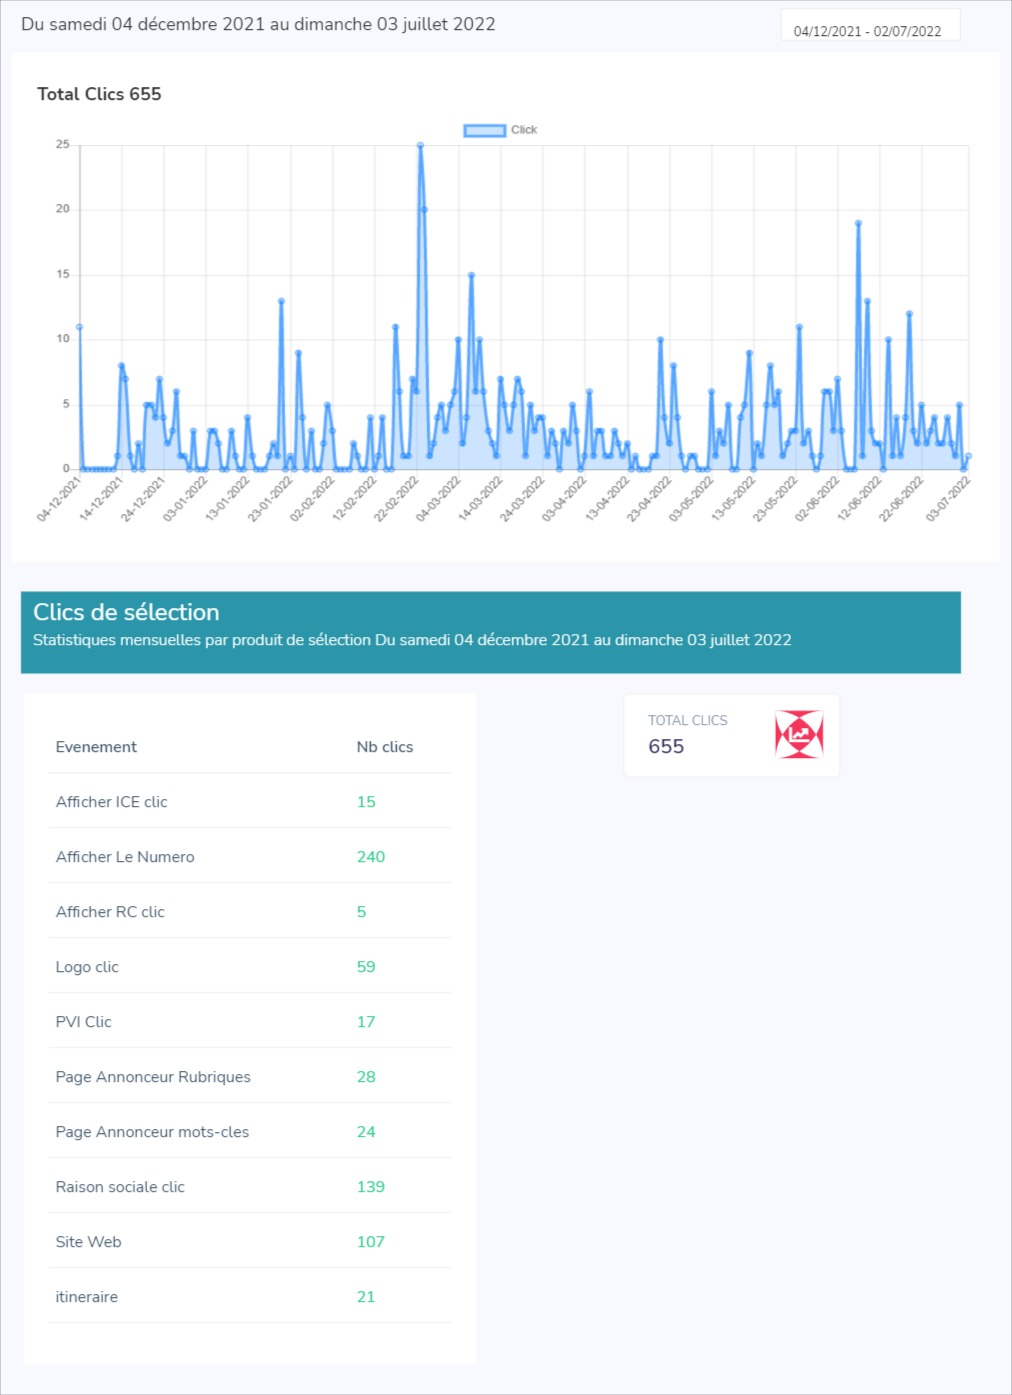 Du samedi 04 décembre 2021 au dimanche 03 juillet 2022
04/12/2021 - 02/07/2022
Total Clics 655
Click
25
20
15
10
5
0
04-12-2021
14-12-2021
24-12-2021
03-01-2022
13-01-2022
23-01-2022
02-02-2022
12-02-2022
22-02-2022
04-03-2022
14-03-2022
24-03-2022
03-04-2022
13-04-2022
23-04-2022
03-05-2022
13-05-2022
23-05-2022
02-06-2022
12-06-2022
22-06-2022
03-07-2022
Clics de sélection
Statistiques mensuelles par produit de sélection Du samedi 04 décembre 2021 au dimanche 03 juillet 2022
Evenement Nb clics
Afficher ICE clic 15
Afficher Le Numero 240
Afficher RC clic 5
Logo clic 59
PVI Clic 17
Page Annonceur Rubriques 28
Page Annonceur mots-cles 24
Raison sociale clic 139
Site Web 107
itineraire 21
TOTAL CLICS
655